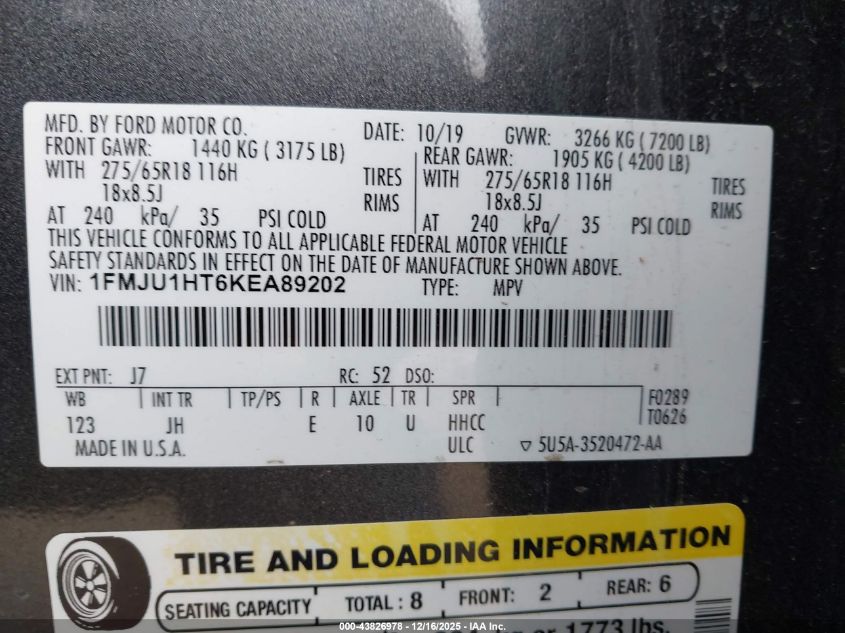 MFD. BY FORD MOTOR CO. DATE: 10/19 GVWR: 3266 KG ( 7200 LB)
FRONT GAWR: 1440 KG ( 3175 LB) REAR GAWR: 1905 KG ( 4200 LB)
WITH 275/65R18 116H TIRES WITH 275/65R18 116H TIRES
18x8.5J RIMS 18x8.5J RIMS
AT 240 kPa/ 35 PSI COLD AT 240 kPa/ 35 PSI COLD
THIS VEHICLE CONFORMS TO ALL APPLICABLE FEDERAL MOTOR VEHICLE
SAFETY STANDARDS IN EFFECT ON THE DATE OF MANUFACTURE SHOWN ABOVE.
VIN: 1FMJU1HT6KEA89202 TYPE: MPV
EXT PNT: J7 RC: 52 DSO:
WB INT TR TP/PS R AXLE TR SPR F0289
123 JH E 10 U HHCC T0626
MADE IN U.S.A. ULC 5U5A-3520472-AA
TIRE AND LOADING INFORMATION
SEATING CAPACITY TOTAL : 8 FRONT: 2 REAR: 6
or 1773 lbs.
000-43826978 - 12/16/2025 - IAA Inc.